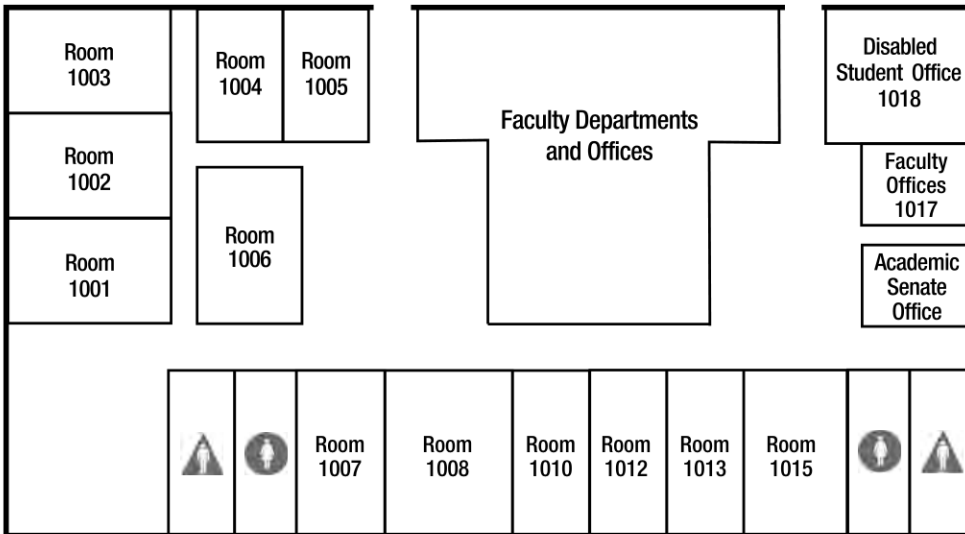 Room
1003
Room
1004
Room
1005
Faculty Departments
and Offices
Disabled
Student Office
1018
Room
1002
Faculty
Offices
1017
Room
1001
Room
1006
Academic
Senate
Office
Room
1007
Room
1008
Room
1010
Room
1012
Room
1013
Room
1015